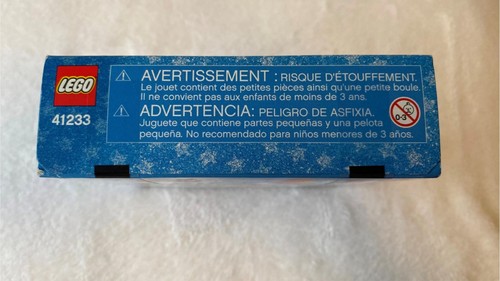 LEGO
41233
AVERTISSEMENT : RISQUE D'ÉTOUFFEMENT.
Le jouet contient des petites pièces ainsi qu'une petite boule.
Il ne convient pas aux enfants de moins de 3 ans.
ADVERTENCIA: PELIGRO DE ASFIXIA.
Juguete que contiene partes pequeñas y una pelota
pequeña. No recomendado para niños menores de 3 años.
0-3